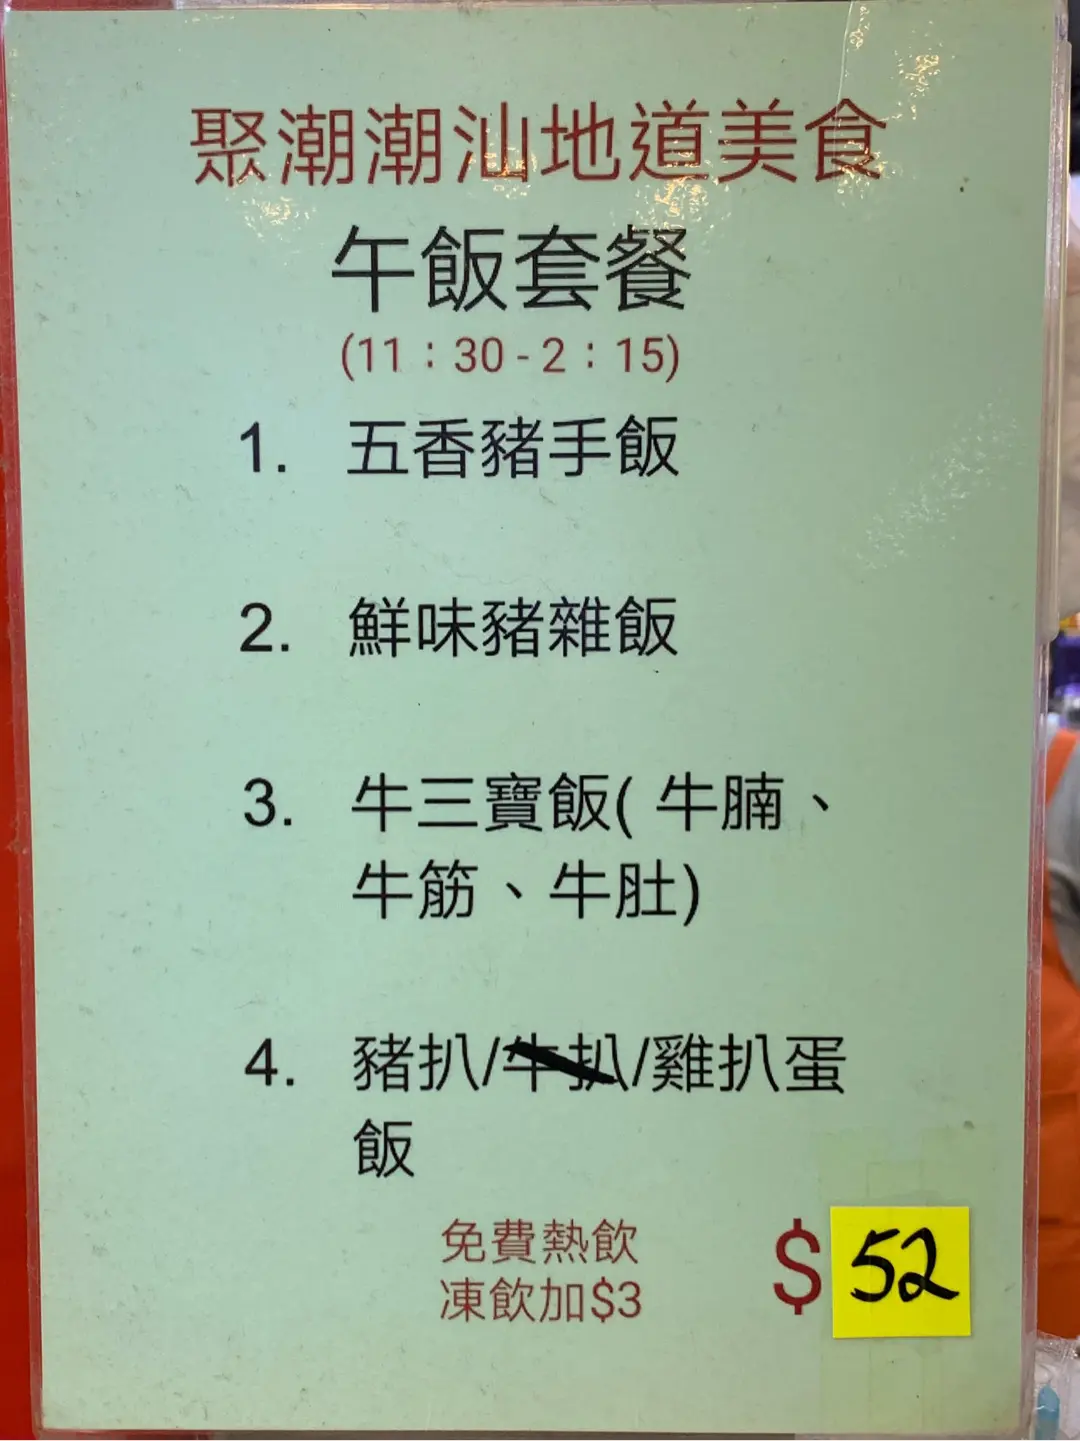 聚潮潮汕地道美食
午飯套餐
(11：30-2：15)
1. 五香豬手飯
2. 鮮味豬雜飯
3. 牛三寶飯( 牛腩、
牛筋、牛肚)
4. 豬扒/牛扒/雞扒蛋
飯
免費熱飲
凍飲加$3
$ 52